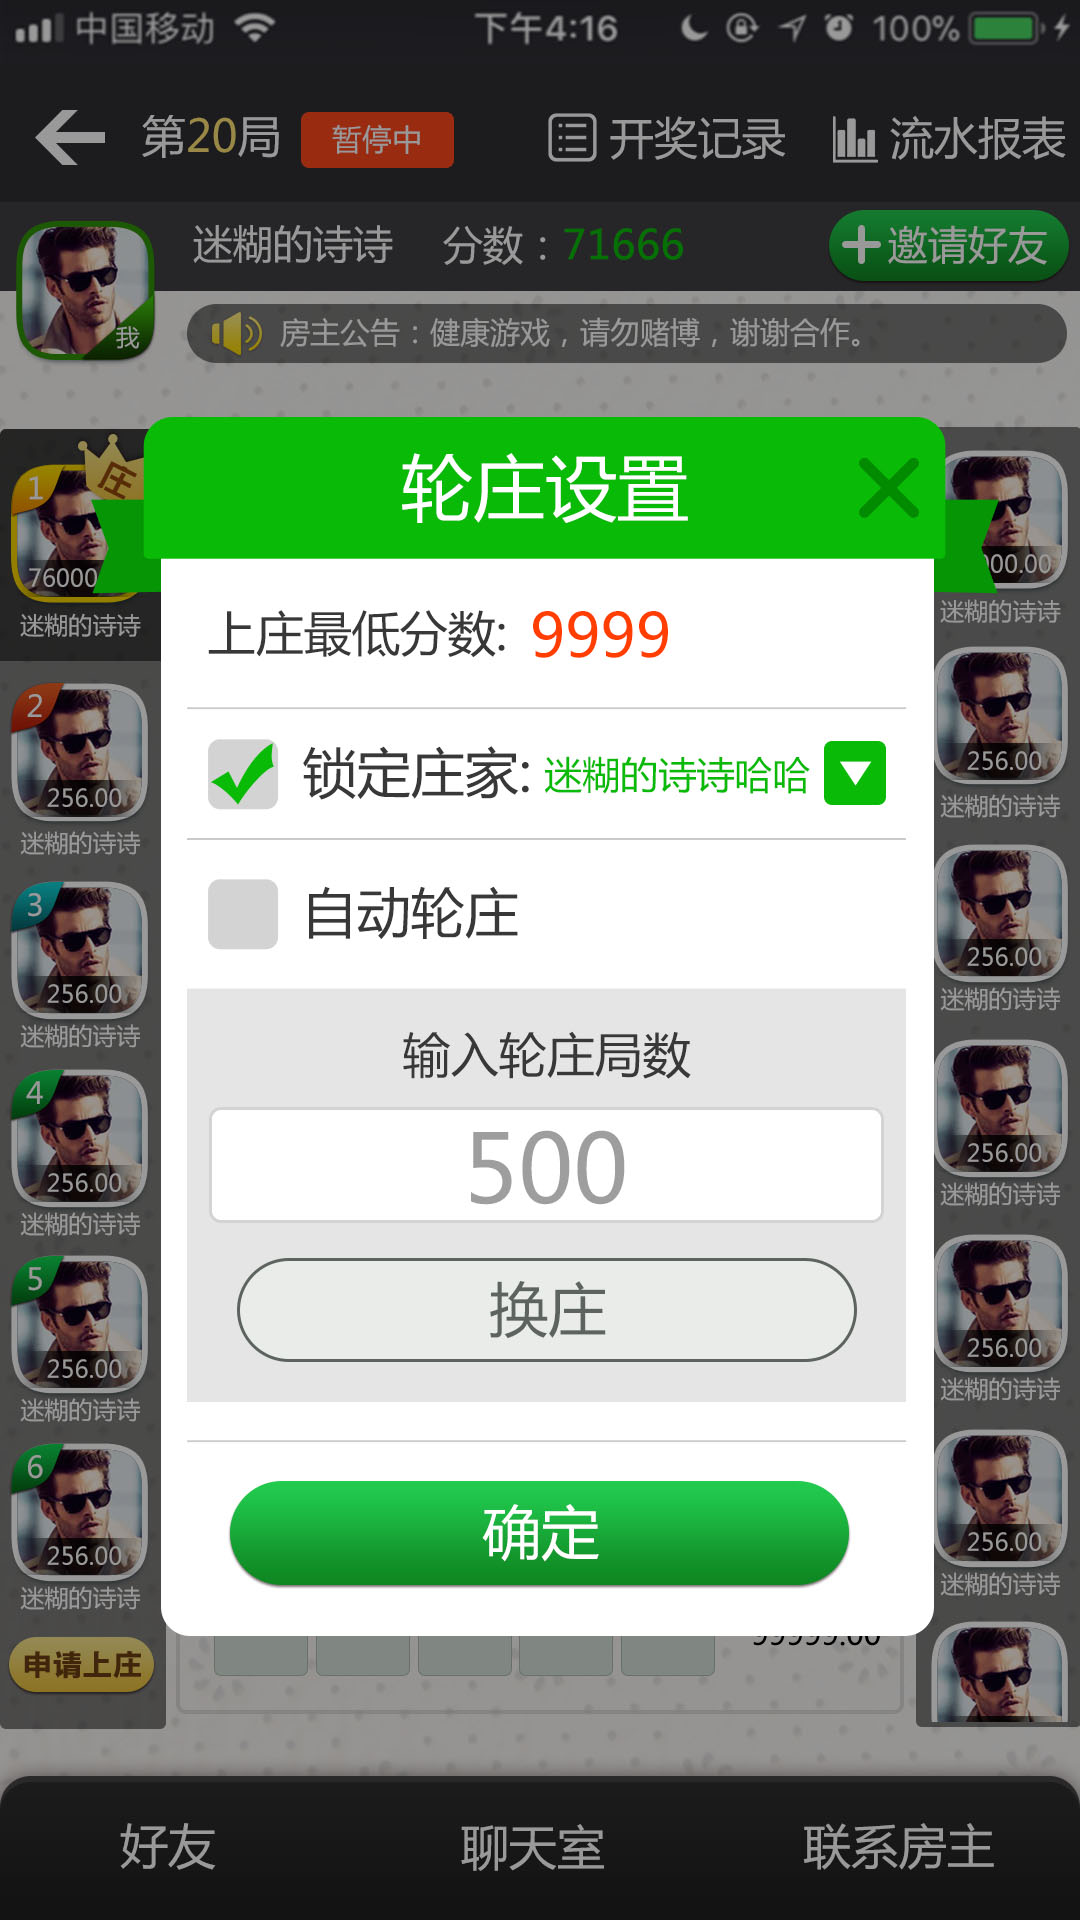 中国移动 下午4:16 100%
第20局 暂停中 开奖记录 流水报表
迷糊的诗诗 分数：71666 邀请好友
我
房主公告：健康游戏，请勿赌博，谢谢合作。
轮庄设置
上庄最低分数: 9999
锁定庄家: 迷糊的诗诗哈哈
自动轮庄
输入轮庄局数
500
换庄
确定
1
庄
76000
迷糊的诗诗
2
256.00
迷糊的诗诗
3
256.00
迷糊的诗诗
4
256.00
迷糊的诗诗
5
256.00
迷糊的诗诗
6
256.00
迷糊的诗诗
申请上庄
000.00
迷糊的诗诗
256.00
迷糊的诗诗
256.00
迷糊的诗诗
256.00
迷糊的诗诗
256.00
迷糊的诗诗
256.00
迷糊的诗诗
99999.00
好友 聊天室 联系房主